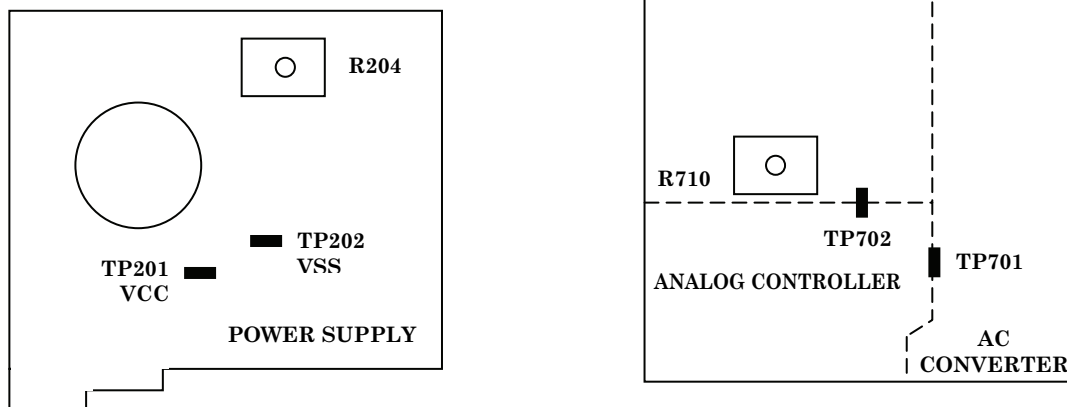 R204
TP202
VSS
TP201
VCC
POWER SUPPLY
R710
TP702
TP701
ANALOG CONTROLLER
AC
CONVERTER